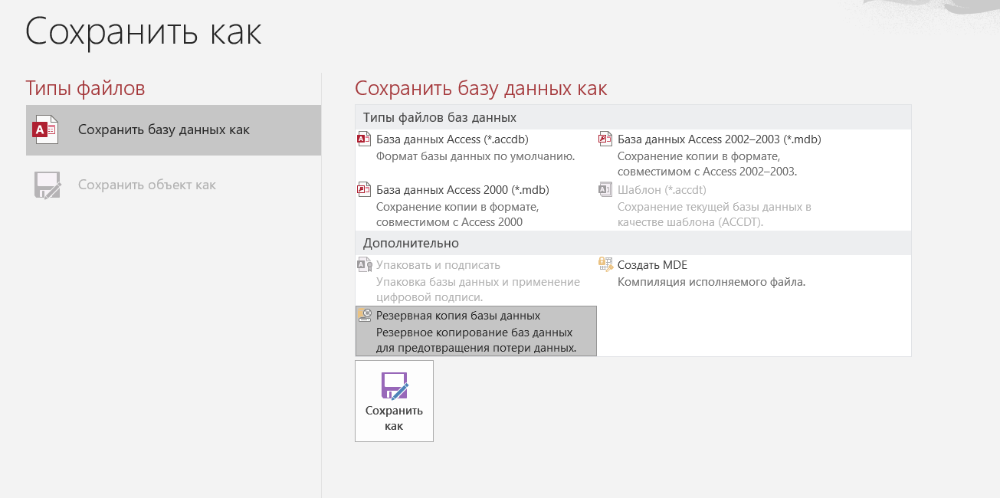 Сохранить как
Типы файлов
Сохранить базу данных как
Сохранить объект как
Сохранить базу данных как
Типы файлов баз данных
База данных Access (*.accdb)
Формат базы данных по умолчанию.
База данных Access 2002–2003 (*.mdb)
Сохранение копии в формате,
совместимом с Access 2002–2003.
База данных Access 2000 (*.mdb)
Сохранение копии в формате,
совместимом с Access 2000
Шаблон (*.accdt)
Сохранение текущей базы данных в
качестве шаблона (ACCDT).
Дополнительно
Упаковать и подписать
Упаковка базы данных и применение
цифровой подписи.
Создать MDE
Компиляция исполняемого файла.
Резервная копия базы данных
Резервное копирование баз данных
для предотвращения потери данных.
Сохранить
как